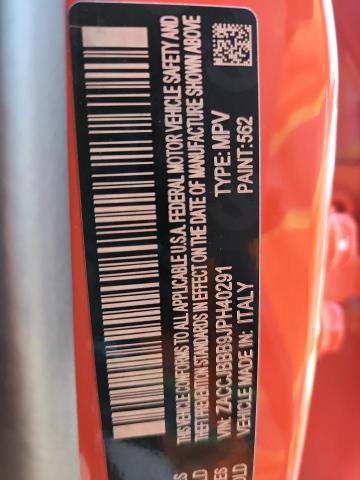 THIS VEHICLE CONFORMS TO ALL APPLICABLE U.S.A. FEDERAL MOTOR VEHICLE SAFETY AND
THEFT PREVENTION STANDARDS IN EFFECT ON THE DATE OF MANUFACTURE SHOWN ABOVE
VIN: ZACCJBBB9JPH40291 TYPE: MPV
VEHICLE MADE IN: ITALY PAINT: 562